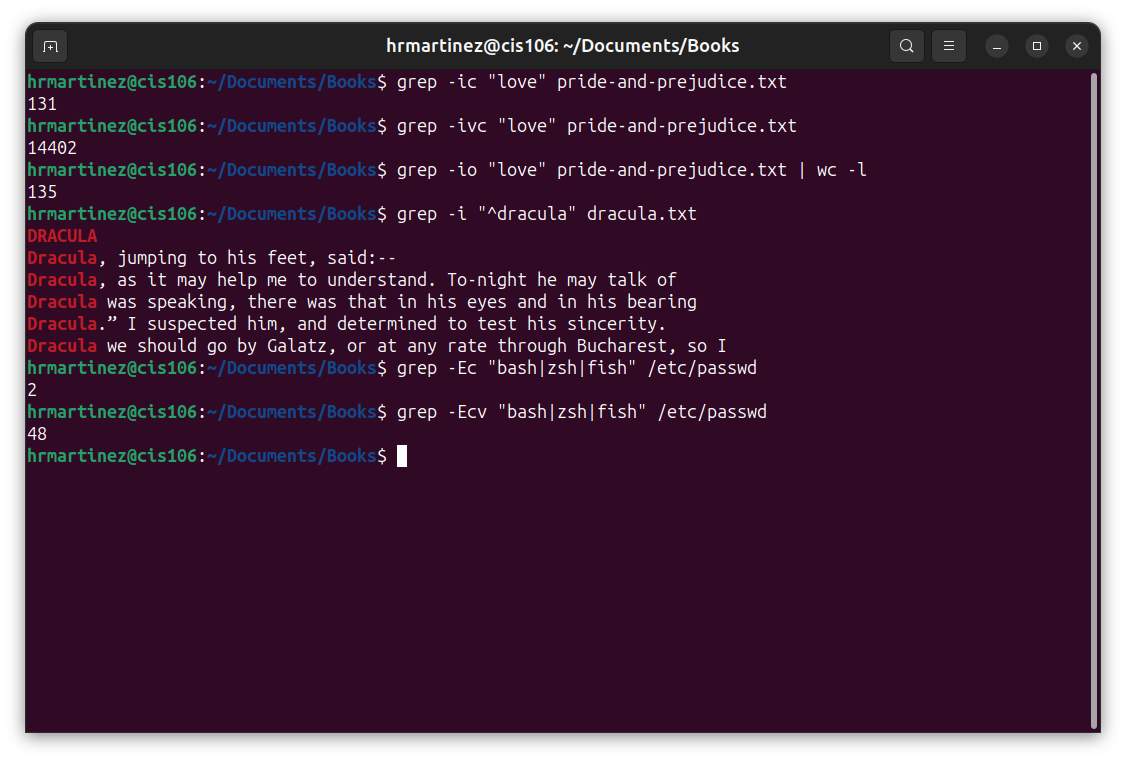 hrmartinez@cis106: ~/Documents/Books
hrmartinez@cis106:~/Documents/Books$ grep -ic "love" pride-and-prejudice.txt
131
hrmartinez@cis106:~/Documents/Books$ grep -ivc "love" pride-and-prejudice.txt
14402
hrmartinez@cis106:~/Documents/Books$ grep -io "love" pride-and-prejudice.txt | wc -l
135
hrmartinez@cis106:~/Documents/Books$ grep -i "^dracula" dracula.txt
DRACULA
Dracula, jumping to his feet, said:--
Dracula, as it may help me to understand. To-night he may talk of
Dracula was speaking, there was that in his eyes and in his bearing
Dracula.” I suspected him, and determined to test his sincerity.
Dracula we should go by Galatz, or at any rate through Bucharest, so I
hrmartinez@cis106:~/Documents/Books$ grep -Ec "bash|zsh|fish" /etc/passwd
2
hrmartinez@cis106:~/Documents/Books$ grep -Ecv "bash|zsh|fish" /etc/passwd
48
hrmartinez@cis106:~/Documents/Books$